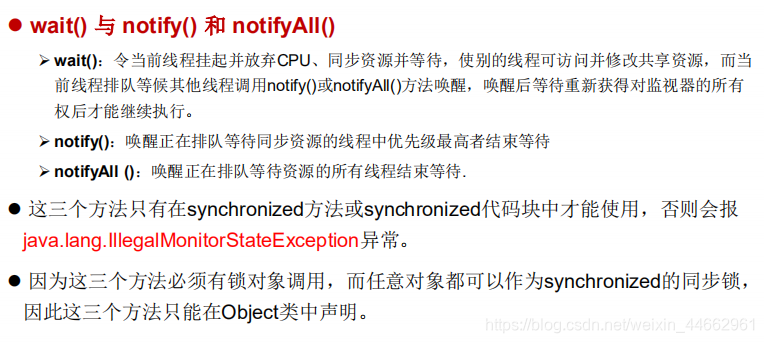 ● wait() 与 notify() 和 notifyAll()
➢ wait()：令当前线程挂起并放弃CPU、同步资源并等待，使别的线程可访问并修改共享资源，而当
前线程排队等候其他线程调用notify()或notifyAll()方法唤醒，唤醒后等待重新获得对监视器的所有
权后才能继续执行。
➢ notify()：唤醒正在排队等待同步资源的线程中优先级最高者结束等待
➢ notifyAll ()：唤醒正在排队等待资源的所有线程结束等待.
● 这三个方法只有在synchronized方法或synchronized代码块中才能使用，否则会报
java.lang.IllegalMonitorStateException异常。
● 因为这三个方法必须有锁对象调用，而任意对象都可以作为synchronized的同步锁，
因此这三个方法只能在Object类中声明。
https://blog.csdn.net/weixin_44662961